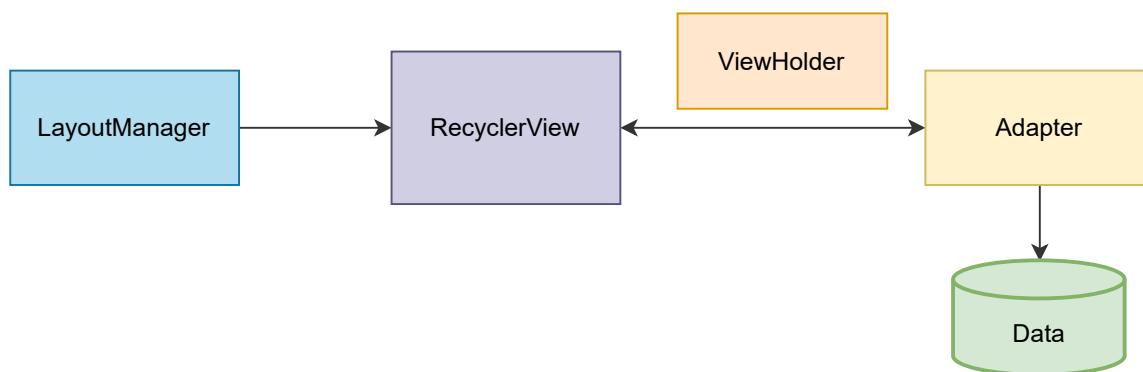 ViewHolder
LayoutManager
RecyclerView
Adapter
Data